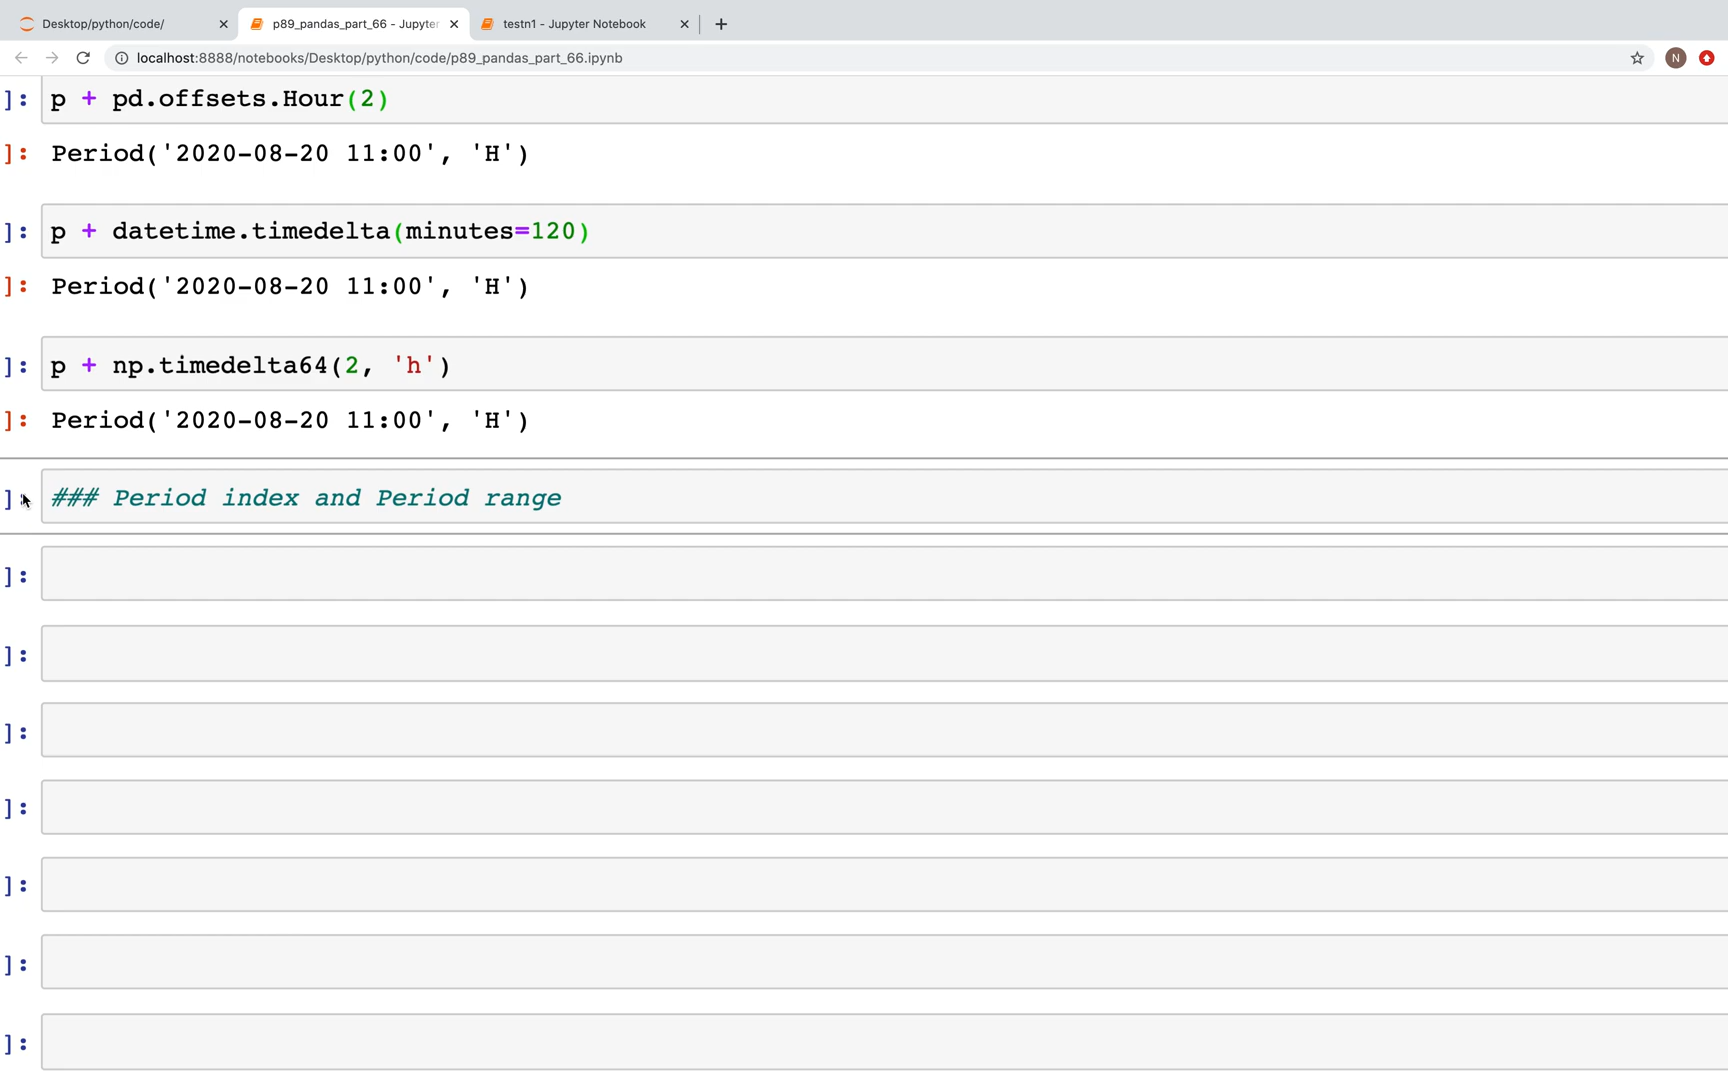 Desktop/python/code/
p89_pandas_part_66 - Jupyter
testn1 - Jupyter Notebook
localhost:8888/notebooks/Desktop/python/code/p89_pandas_part_66.ipynb
N
]: p + pd.offsets.Hour(2)
]: Period('2020-08-20 11:00', 'H')
]: p + datetime.timedelta(minutes=120)
]: Period('2020-08-20 11:00', 'H')
]: p + np.timedelta64(2, 'h')
]: Period('2020-08-20 11:00', 'H')
]: ### Period index and Period range
]:
]:
]:
]:
]:
]:
]: